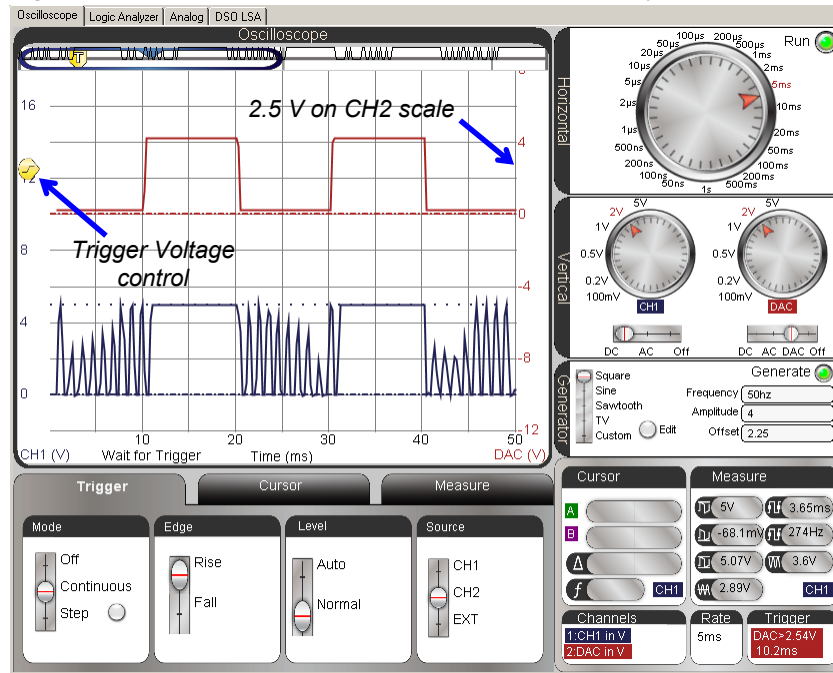 Oscilloscope Logic Analyzer Analog DSO LSA
Oscilloscope
T
16
12
8
4
0
4
0
-4
-8
-12
2.5 V on CH2 scale
Trigger Voltage
control
10 20 30 40 50
CH1 (V) Wait for Trigger Time (ms) DAC (V)
Horizontal
Run
1s
50ns
100ns
200ns
500ns
1µs
2µs
5µs
10µs
20µs
50µs
100µs
200µs
500µs
1ms
2ms
5ms
10ms
20ms
50ms
100ms
200ms
500ms
Vertical
5V
2V
1V
0.5V
0.2V
100mV
CH1
DC AC Off
5V
2V
1V
0.5V
0.2V
100mV
DAC
DC AC DAC Off
Generator
Square
Sine
Sawtooth
TV
Custom
Edit
Generate
Frequency 50hz
Amplitude 4
Offset 2.25
Trigger Cursor Measure
Mode
Off
Continuous
Step
Edge
Rise
Fall
Level
Auto
Normal
Source
CH1
CH2
EXT
Cursor
A
B
Δ
f CH1
Measure
5V 3.65ms
-68.1mV 274Hz
5.07V 3.6V
2.89V CH1
Channels
1:CH1 in V
2:DAC in V
Rate
5ms
Trigger
DAC>2.54V
10.2ms